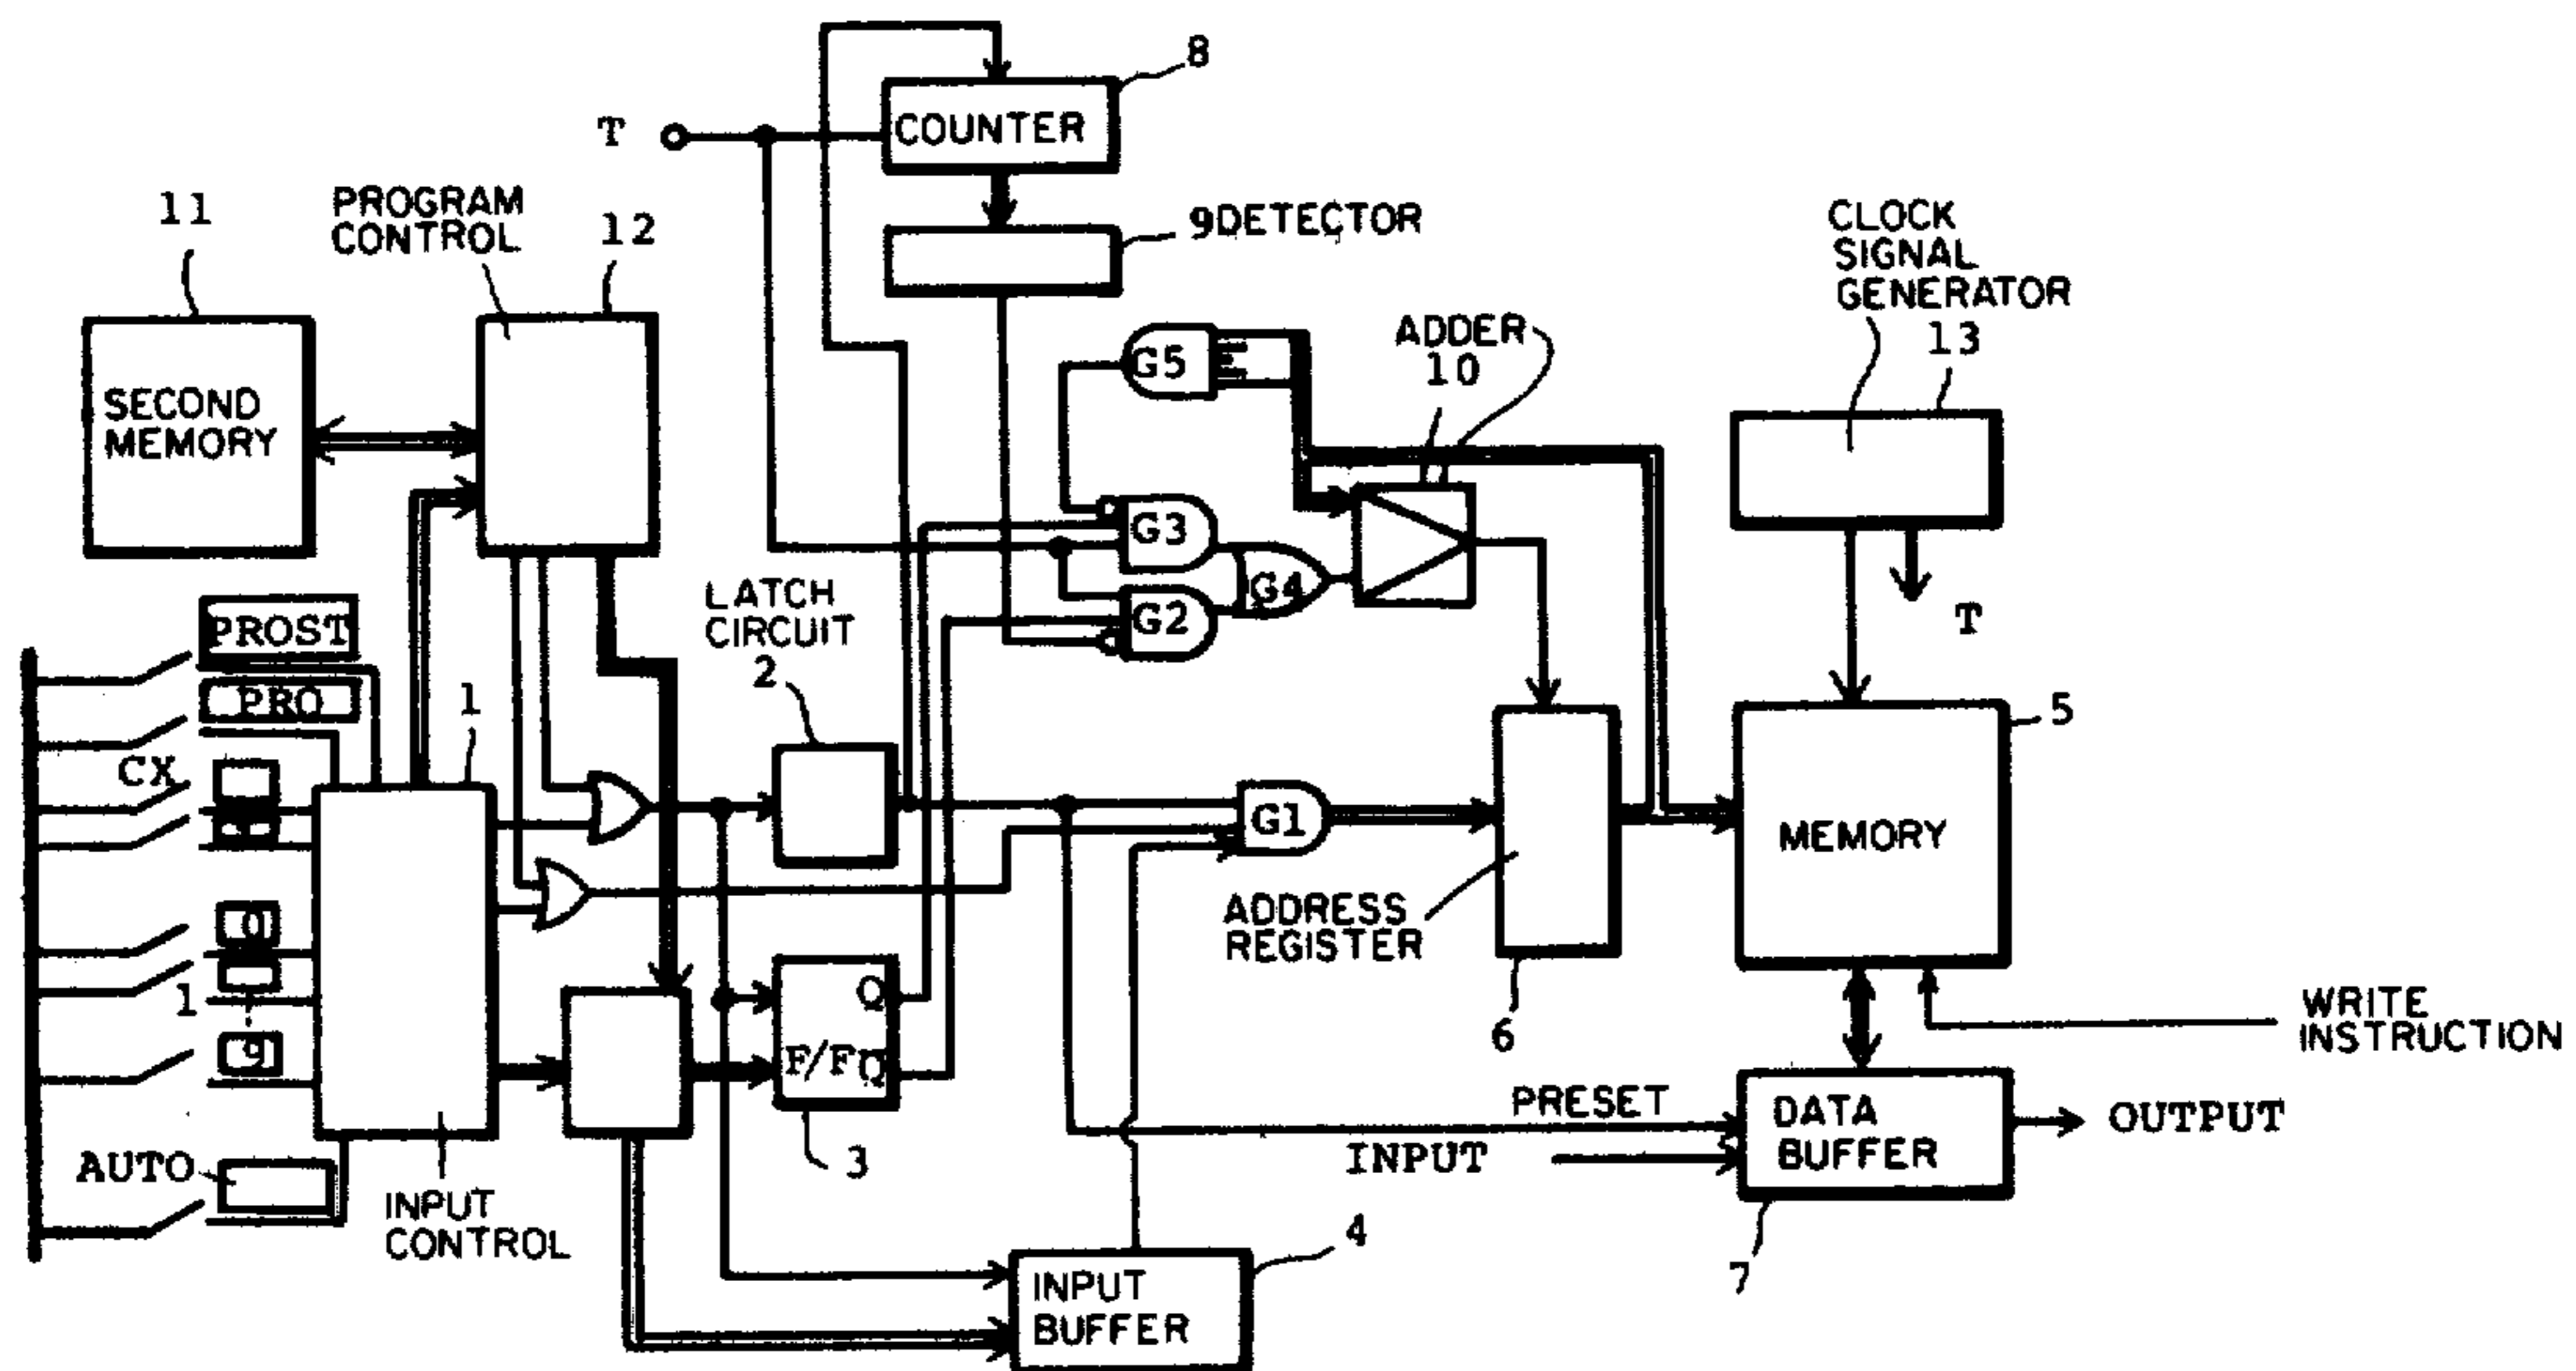 8
T
COUNTER
PROGRAM
CONTROL
11
12
9DETECTOR
CLOCK
SIGNAL
GENERATOR
13
ADDER
10
G5
SECOND
MEMORY
G3
G4
G2
T
LATCH
CIRCUIT
2
PROST
PRO
1
CX
5
G1
MEMORY
ADDRESS
REGISTER
6
0
1
9
Q
F/F
Q
3
WRITE
INSTRUCTION
PRESET
INPUT
DATA
BUFFER
OUTPUT
7
AUTO
INPUT
CONTROL
4
INPUT
BUFFER